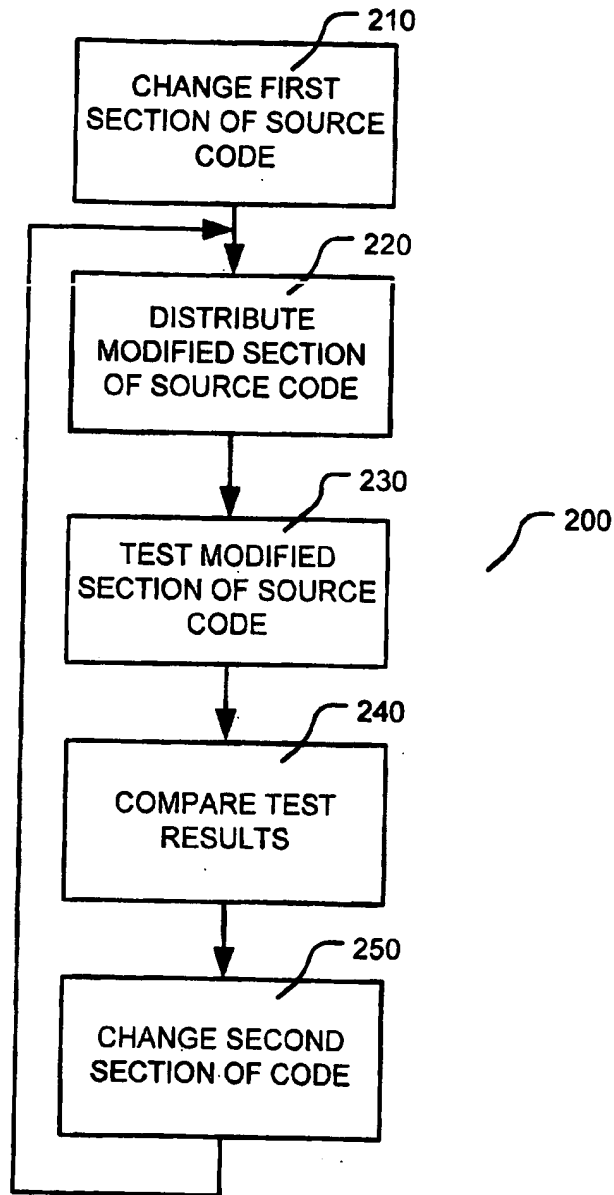 210
CHANGE FIRST
SECTION OF SOURCE
CODE
220
DISTRIBUTE
MODIFIED SECTION
OF SOURCE CODE
230
TEST MODIFIED
SECTION OF SOURCE
CODE
200
240
COMPARE TEST
RESULTS
250
CHANGE SECOND
SECTION OF CODE